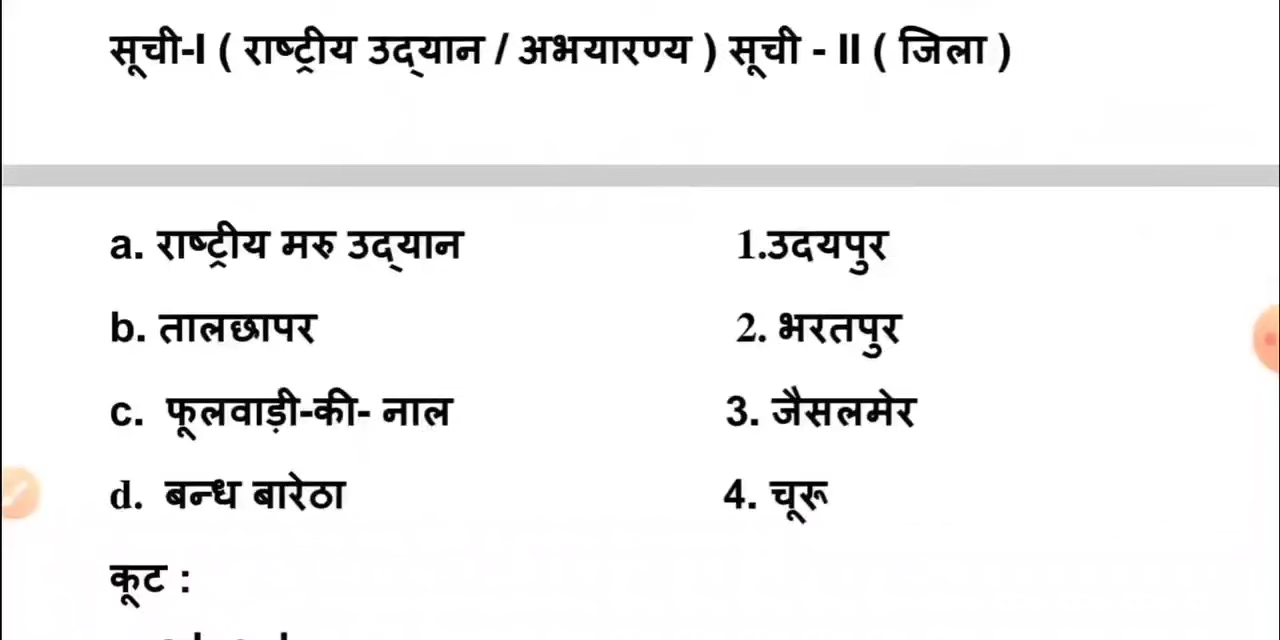 सूची-I ( राष्ट्रीय उद्यान / अभयारण्य ) सूची - II ( जिला )
a. राष्ट्रीय मरु उद्यान 1.उदयपुर
b. तालछापर 2. भरतपुर
c. फूलवाड़ी-की- नाल 3. जैसलमेर
d. बन्ध बारेठा 4. चूरू
कूट :